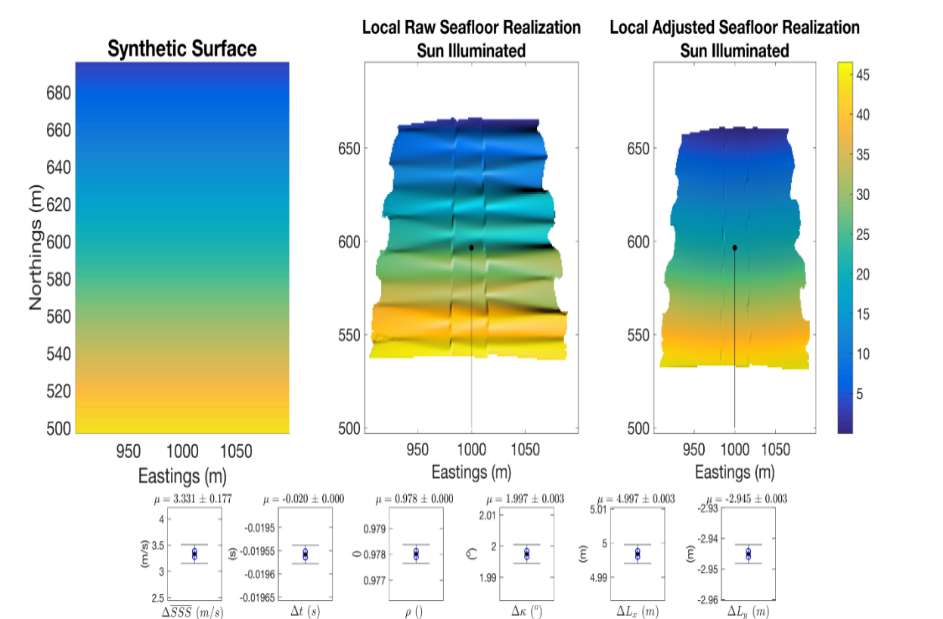 Synthetic Surface
Local Raw Seafloor Realization
Sun Illuminated
Local Adjusted Seafloor Realization
Sun Illuminated
Northings (m)
680
660
640
620
600
580
560
540
520
500
950 1000 1050
Eastings (m)
650
600
550
500
950 1000 1050
Eastings (m)
650
600
550
500
950 1000 1050
Eastings (m)
45
40
35
30
25
20
15
10
5
μ = 3.331 ± 0.177
(m/s)
4
3.5
3
2.5
Δ\overline{SSS} (m/s)
μ = -0.020 ± 0.000
(s)
-0.0195
-0.01955
-0.0196
-0.01965
Δt (s)
ρ = 0.978 ± 0.000
()
0.979
0.978
0.977
ρ ()
μ = 1.997 ± 0.003
(°)
2.01
2
1.99
Δκ (°)
μ = 4.997 ± 0.003
(m)
5.01
5
4.99
ΔLx (m)
μ = -2.945 ± 0.003
(m)
-2.93
-2.94
-2.95
-2.96
ΔLy (m)